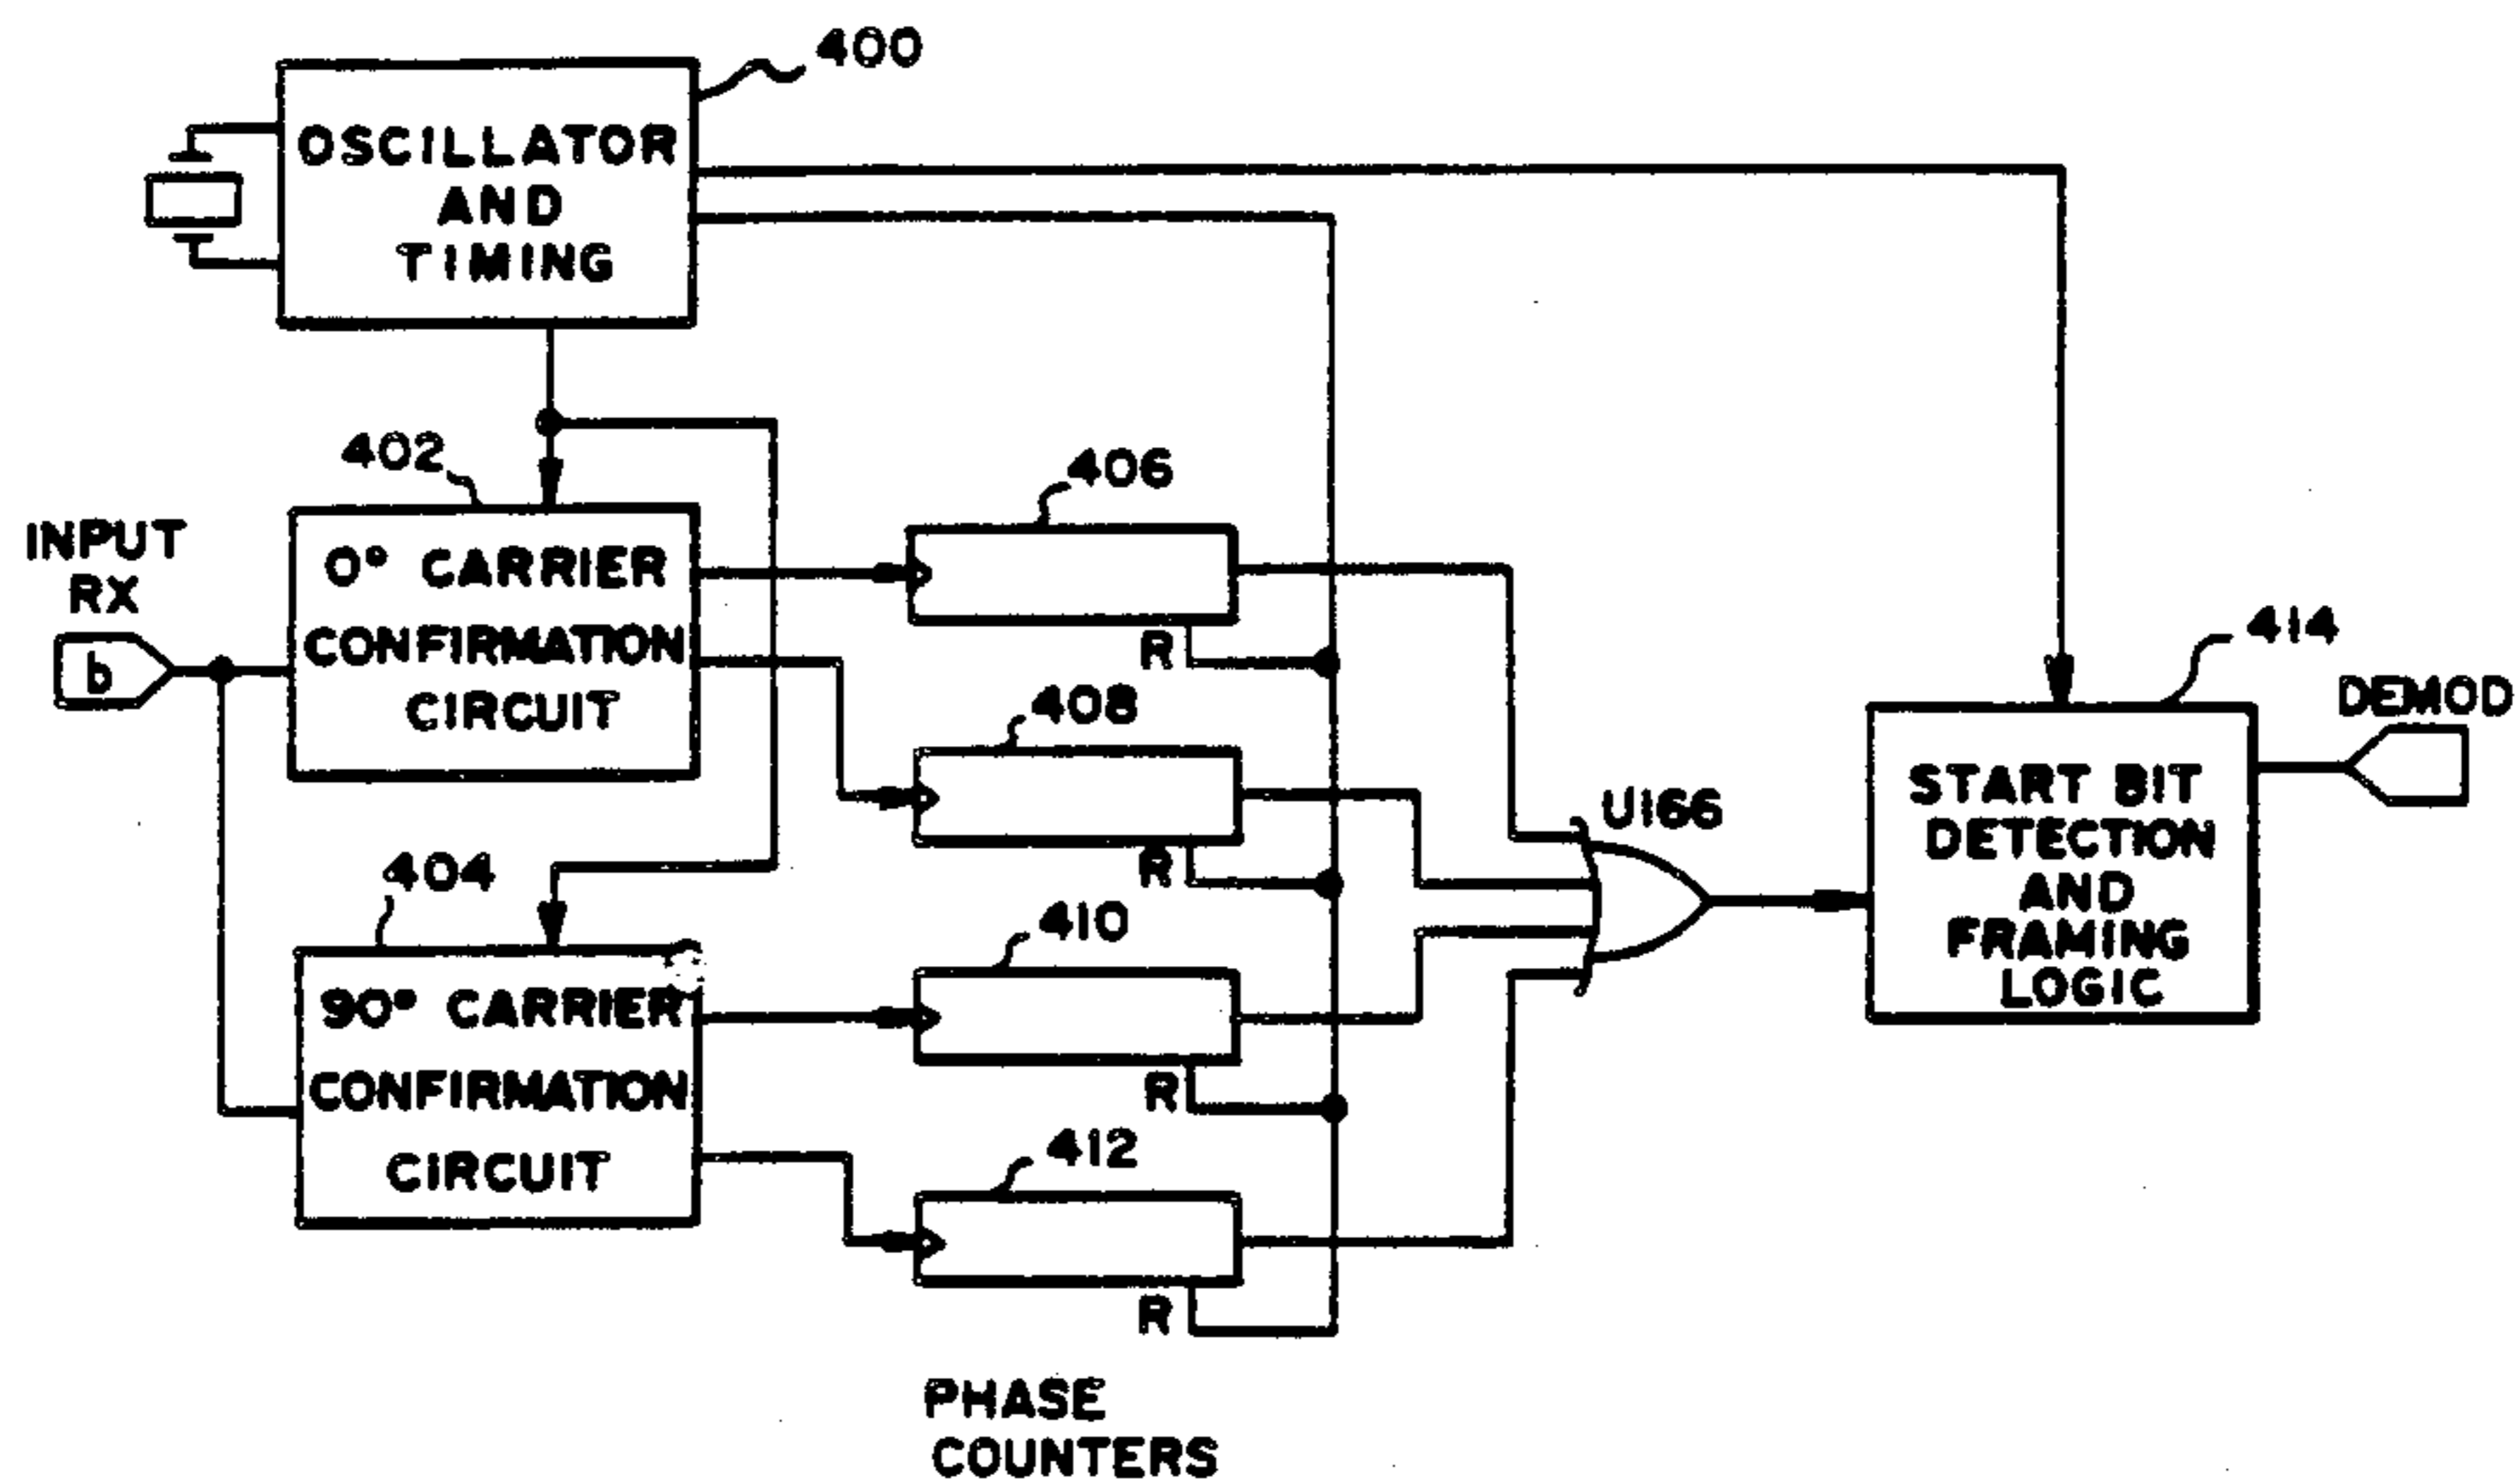 400
OSCILLATOR
AND
TIMING
402
406
INPUT
RX
b
0° CARRIER
CONFIRMATION
CIRCUIT
R
408
R
404
410
90° CARRIER
CONFIRMATION
CIRCUIT
R
412
R
U166
414
DEMOD
START BIT
DETECTION
AND
FRAMING
LOGIC
PHASE
COUNTERS